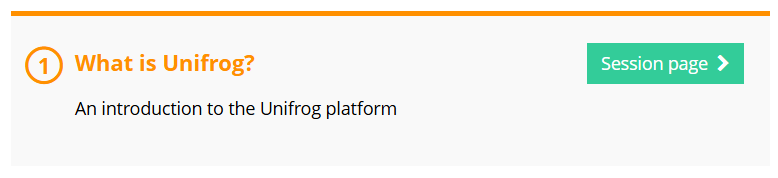 1 What is Unifrog?
Session page
An introduction to the Unifrog platform